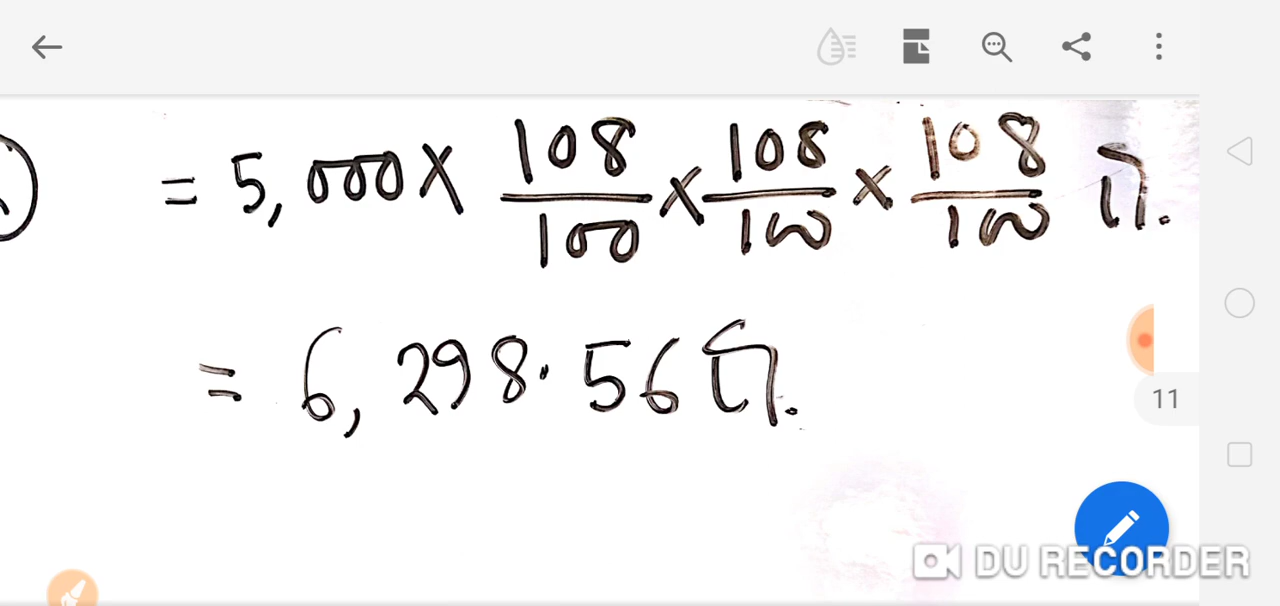 = 5,000 × 108/100 × 108/100 × 108/100
= 6,298.56
11
DU RECORDER